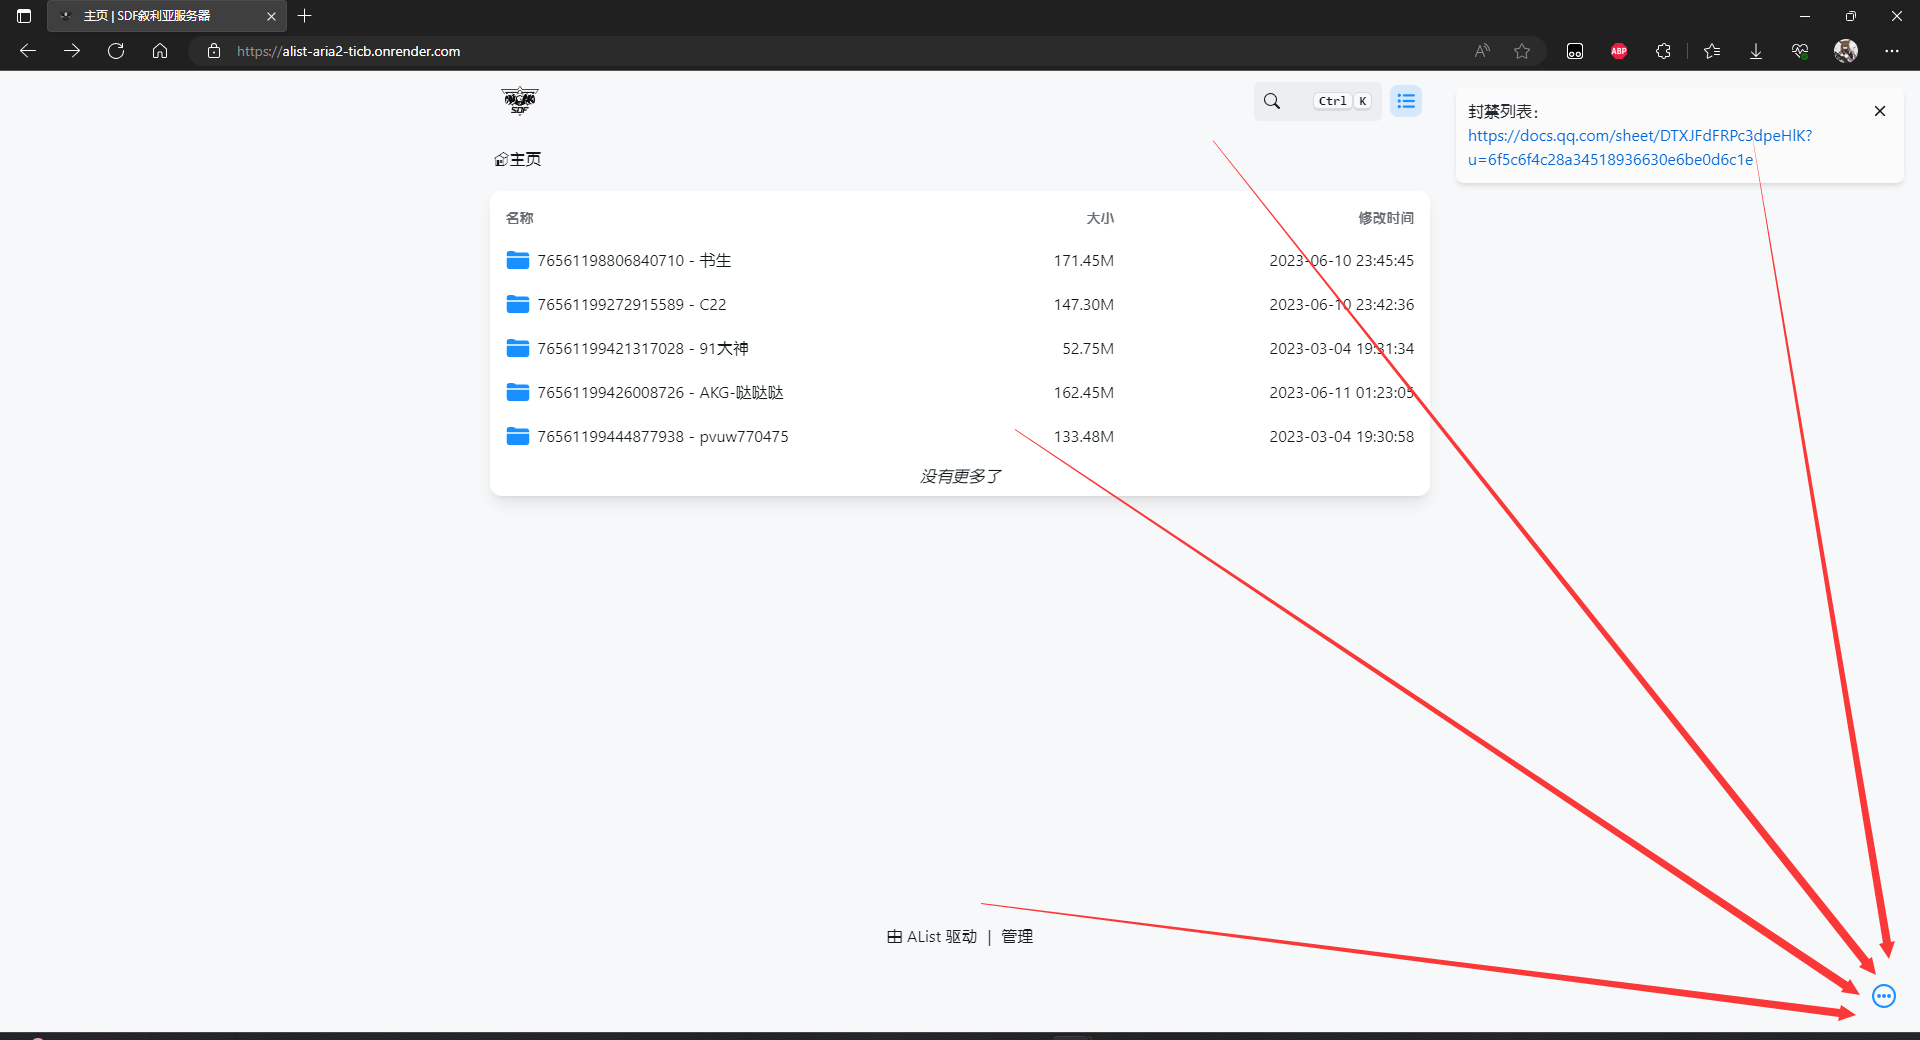 主页 | SDF叙利亚服务器
https://alist-aria2-ticb.onrender.com
ABP
SDF
Ctrl K
主页
封禁列表：
https://docs.qq.com/sheet/DTXJFdFRPc3dpeHlK?
u=6f5c6f4c28a34518936630e6be0d6c1e
名称 大小 修改时间
76561198806840710 - 书生 171.45M 2023-06-10 23:45:45
76561199272915589 - C22 147.30M 2023-06-10 23:42:36
76561199421317028 - 91大神 52.75M 2023-03-04 19:31:34
76561199426008726 - AKG-哒哒哒 162.45M 2023-06-11 01:23:05
76561199444877938 - pvuw770475 133.48M 2023-03-04 19:30:58
没有更多了
由 AList 驱动 | 管理